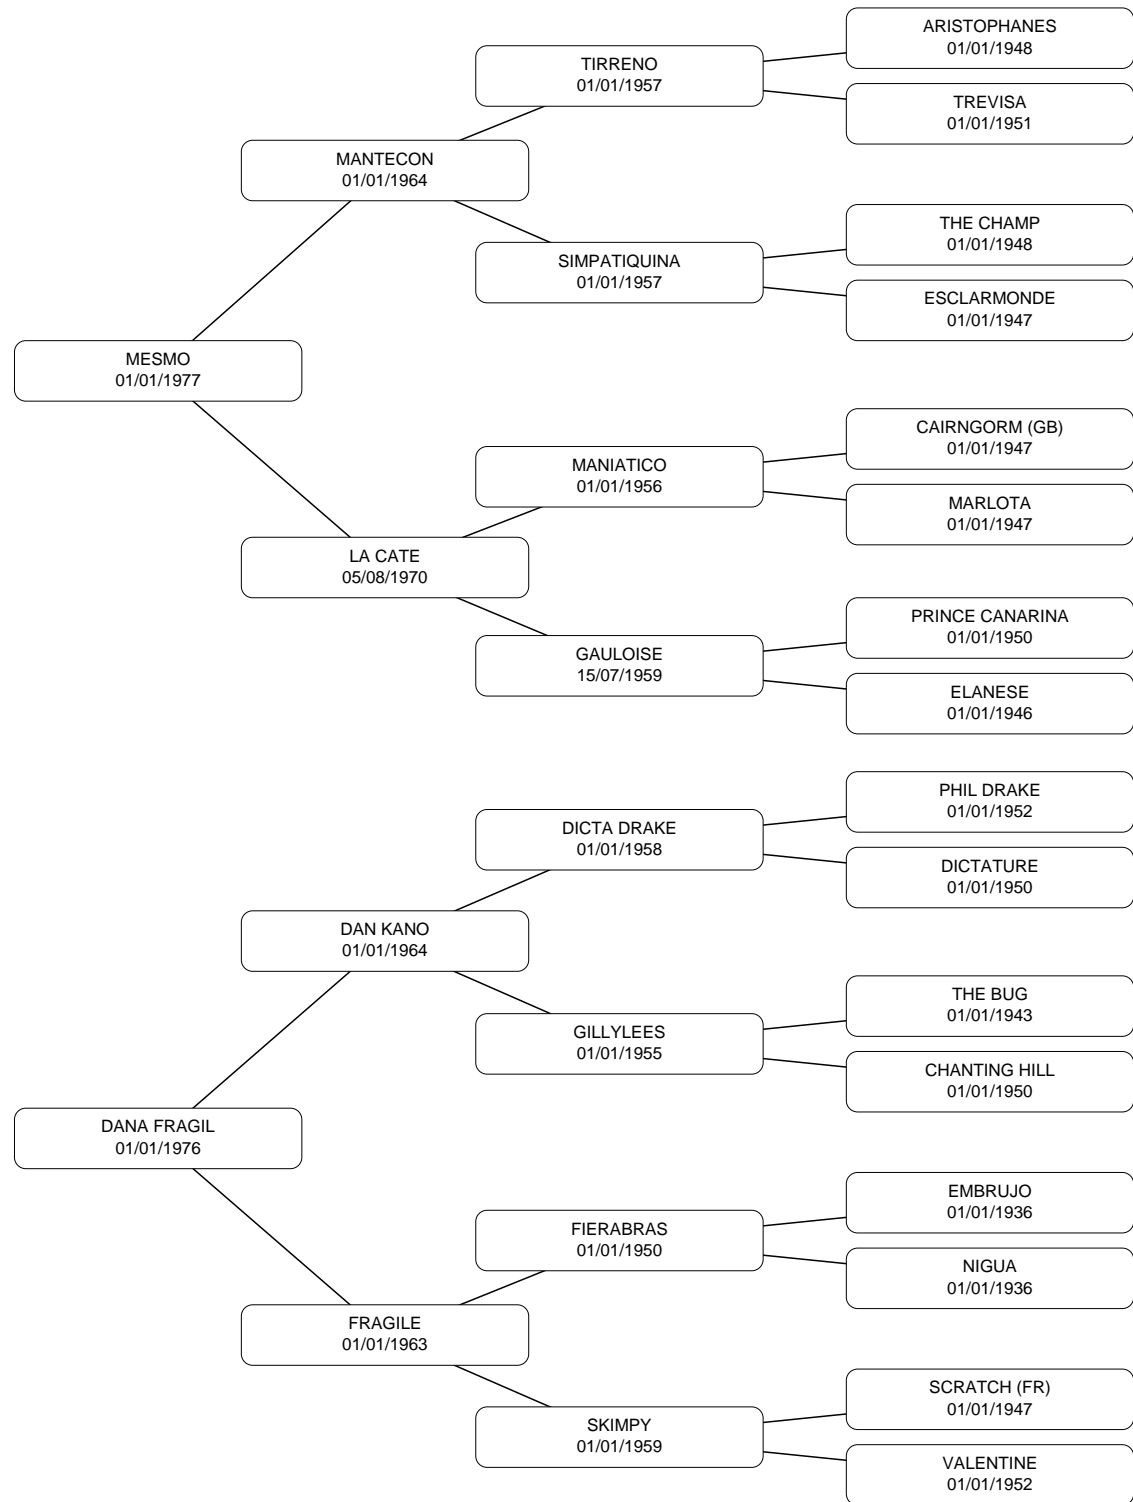 ARISTOPHANES
01/01/1948
TIRRENO
01/01/1957
TREVISA
01/01/1951
MANTECON
01/01/1964
THE CHAMP
01/01/1948
SIMPATIQUINA
01/01/1957
ESCLARMONDE
01/01/1947
MESMO
01/01/1977
CAIRNGORM (GB)
01/01/1947
MANIATICO
01/01/1956
MARLOTA
01/01/1947
LA CATE
05/08/1970
PRINCE CANARINA
01/01/1950
GAULOISE
15/07/1959
ELANESE
01/01/1946
PHIL DRAKE
01/01/1952
DICTA DRAKE
01/01/1958
DICTATURE
01/01/1950
DAN KANO
01/01/1964
THE BUG
01/01/1943
GILLYLEES
01/01/1955
CHANTING HILL
01/01/1950
DANA FRAGIL
01/01/1976
EMBRUJO
01/01/1936
FIERABRAS
01/01/1950
NIGUA
01/01/1936
FRAGILE
01/01/1963
SCRATCH (FR)
01/01/1947
SKIMPY
01/01/1959
VALENTINE
01/01/1952